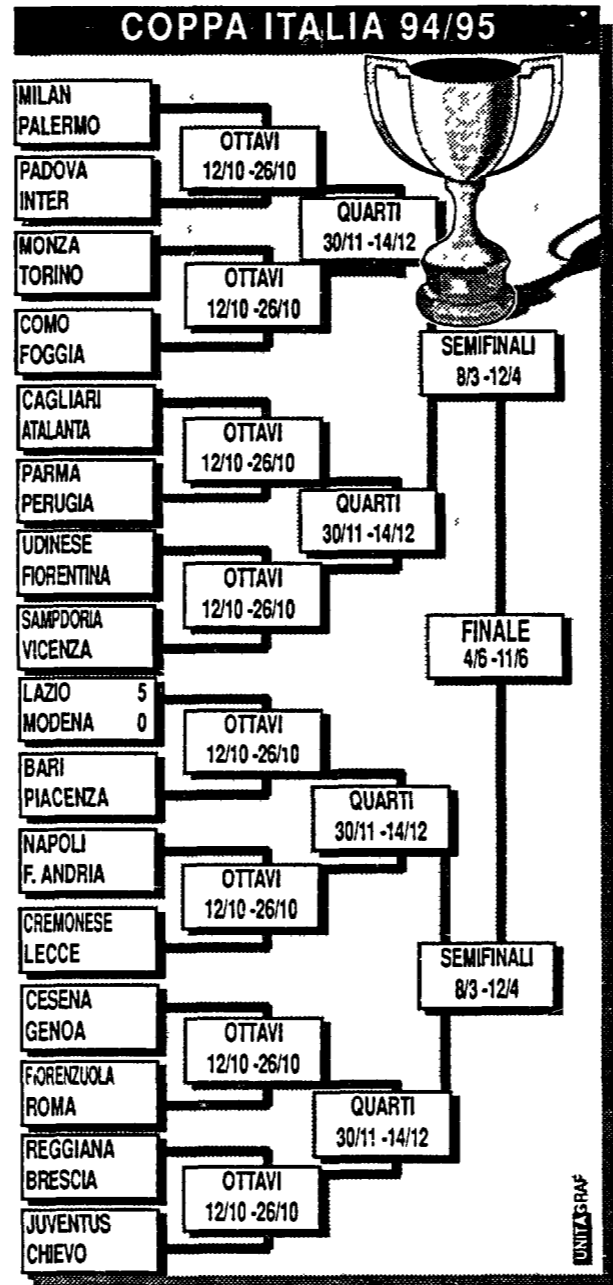 COPPA ITALIA 94/95
MILAN
PALERMO
PADOVA
INTER
MONZA
TORINO
COMO
FOGGIA
CAGLIARI
ATALANTA
PARMA
PERUGIA
UDINESE
FIORENTINA
SAMPDORIA
VICENZA
LAZIO 5
MODENA 0
BARI
PIACENZA
NAPOLI
F. ANDRIA
CREMONESE
LECCE
CESENA
GENOA
FIORENZUOLA
ROMA
REGGIANA
BRESCIA
JUVENTUS
CHIEVO
OTTAVI
12/10 -26/10
OTTAVI
12/10 -26/10
OTTAVI
12/10 -26/10
OTTAVI
12/10 -26/10
OTTAVI
12/10 -26/10
OTTAVI
12/10 -26/10
OTTAVI
12/10 -26/10
OTTAVI
12/10 -26/10
QUARTI
30/11 -14/12
QUARTI
30/11 -14/12
QUARTI
30/11 -14/12
QUARTI
30/11 -14/12
SEMIFINALI
8/3 -12/4
SEMIFINALI
8/3 -12/4
FINALE
4/6 -11/6
UNITÀGRAF